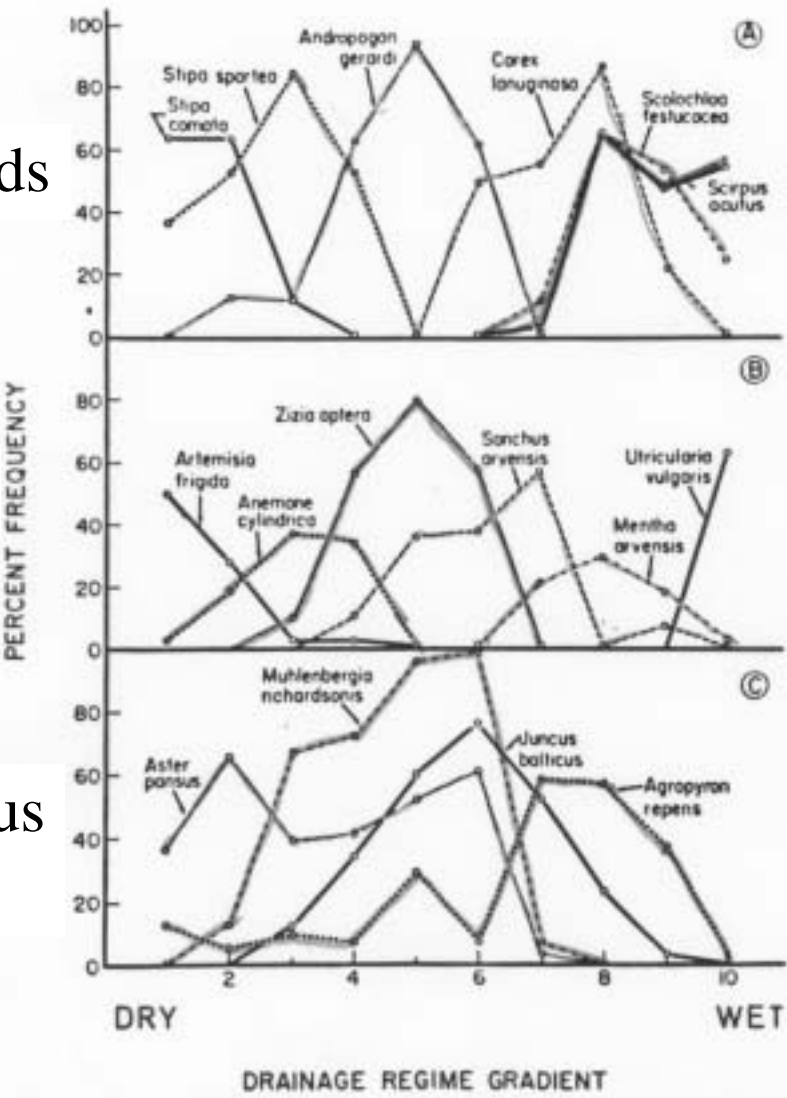 100
80
60
40
20
0
Stipa spartea
Stipa
comata
Andropogon
gerardi
Carex
lanuginosa
Scolochloa
festucacea
Scirpus
acutus
A
ds
PERCENT FREQUENCY
80
60
40
20
0
Artemisia
frigida
Anemone
cylindrica
Zizia aptera
Sonchus
arvensis
Utricularia
vulgaris
Mentha
arvensis
B
us
80
60
40
20
0
Aster
pansus
Muhlenbergia
richardsonis
Juncus
balticus
Agropyron
repens
C
2 4 6 8 10
DRY WET
DRAINAGE REGIME GRADIENT